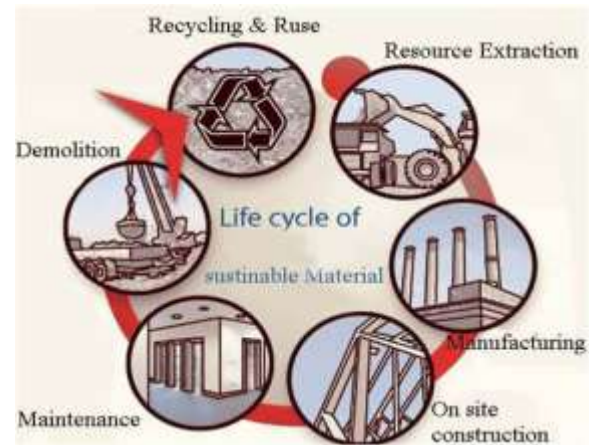 Recycling & Ruse
Resource Extraction
Demolition
Life cycle of
sustinable Material
Manufacturing
Maintenance
On site
construction